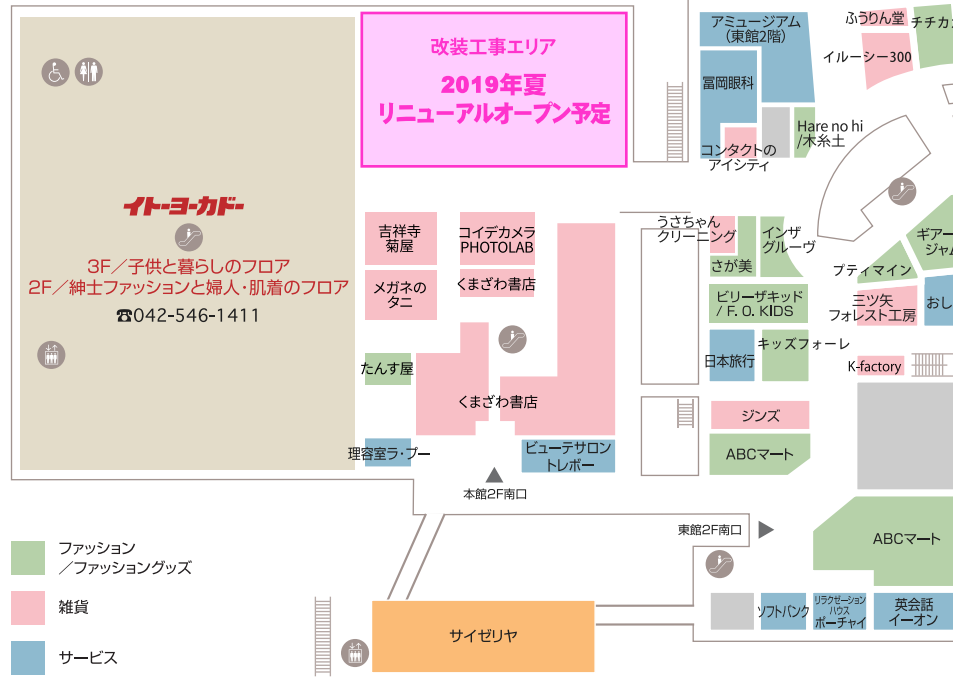 改装工事エリア
2019年夏
リニューアルオープン予定
アミュージアム
(東館2階)
ふうりん堂
チチカ
イルーシー300
冨岡眼科
Hare no hi
/木糸土
コンタクトの
アイシティ
イトーヨーカドー
3F/子供と暮らしのフロア
2F/紳士ファッションと婦人・肌着のフロア
☎042-546-1411
吉祥寺
菊屋
コイデカメラ
PHOTOLAB
メガネの
タニ
くまざわ書店
たんす屋
くまざわ書店
理容室ラ・プー
ビューテサロン
トレボー
本館2F南口
うさちゃん
クリーニング
さが美
インザ
グルーヴ
プティマイン
ギアー
ジャム
ビリーザキッド
/ F. O. KIDS
三ツ矢
フォレスト工房
おし
日本旅行
キッズフォーレ
K-factory
ジンズ
ABCマート
東館2F南口
ABCマート
ソフトバンク
リラクゼーション
ハウス
ポーチャイ
英会話
イーオン
サイゼリヤ
ファッション
/ファッショングッズ
雑貨
サービス